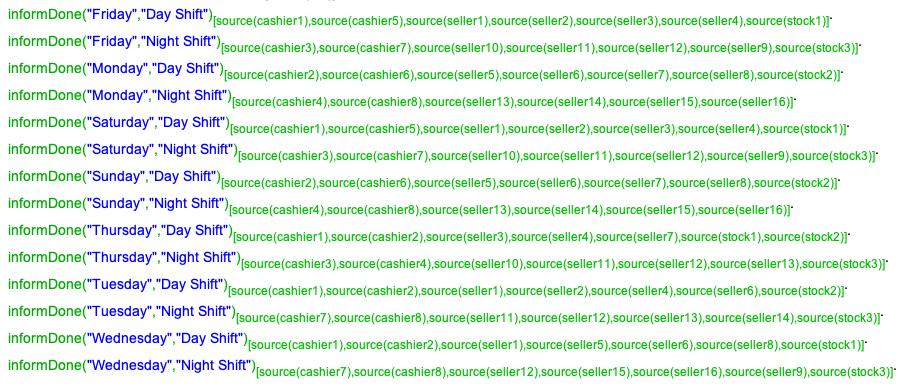 informDone("Friday","Day Shift")[source(cashier1),source(cashier5),source(seller1),source(seller2),source(seller3),source(seller4),source(stock1)].
informDone("Friday","Night Shift")[source(cashier3),source(cashier7),source(seller10),source(seller11),source(seller12),source(seller9),source(stock3)].
informDone("Monday","Day Shift")[source(cashier2),source(cashier6),source(seller5),source(seller6),source(seller7),source(seller8),source(stock2)].
informDone("Monday","Night Shift")[source(cashier4),source(cashier8),source(seller13),source(seller14),source(seller15),source(seller16)].
informDone("Saturday","Day Shift")[source(cashier1),source(cashier5),source(seller1),source(seller2),source(seller3),source(seller4),source(stock1)].
informDone("Saturday","Night Shift")[source(cashier3),source(cashier7),source(seller10),source(seller11),source(seller12),source(seller9),source(stock3)].
informDone("Sunday","Day Shift")[source(cashier2),source(cashier6),source(seller5),source(seller6),source(seller7),source(seller8),source(stock2)].
informDone("Sunday","Night Shift")[source(cashier4),source(cashier8),source(seller13),source(seller14),source(seller15),source(seller16)].
informDone("Thursday","Day Shift")[source(cashier1),source(cashier2),source(seller3),source(seller4),source(seller7),source(stock1),source(stock2)].
informDone("Thursday","Night Shift")[source(cashier3),source(cashier4),source(seller10),source(seller11),source(seller12),source(seller13),source(stock3)].
informDone("Tuesday","Day Shift")[source(cashier1),source(cashier2),source(seller1),source(seller2),source(seller4),source(seller6),source(stock2)].
informDone("Tuesday","Night Shift")[source(cashier7),source(cashier8),source(seller11),source(seller12),source(seller13),source(seller14),source(stock3)].
informDone("Wednesday","Day Shift")[source(cashier1),source(cashier2),source(seller1),source(seller5),source(seller6),source(seller8),source(stock1)].
informDone("Wednesday","Night Shift")[source(cashier7),source(cashier8),source(seller12),source(seller15),source(seller16),source(seller9),source(stock3)].